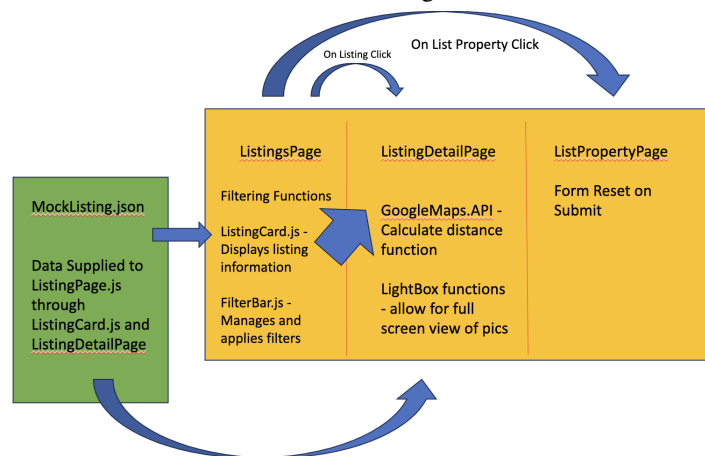 On List Property Click
On Listing Click
MockListing.json
Data Supplied to
ListingPage.js
through
ListingCard.js and
ListingDetailPage
ListingsPage
Filtering Functions
ListingCard.js -
Displays listing
information
FilterBar.js -
Manages and
applies filters
ListingDetailPage
GoogleMaps.API -
Calculate distance
function
LightBox functions
- allow for full
screen view of pics
ListPropertyPage
Form Reset on
Submit